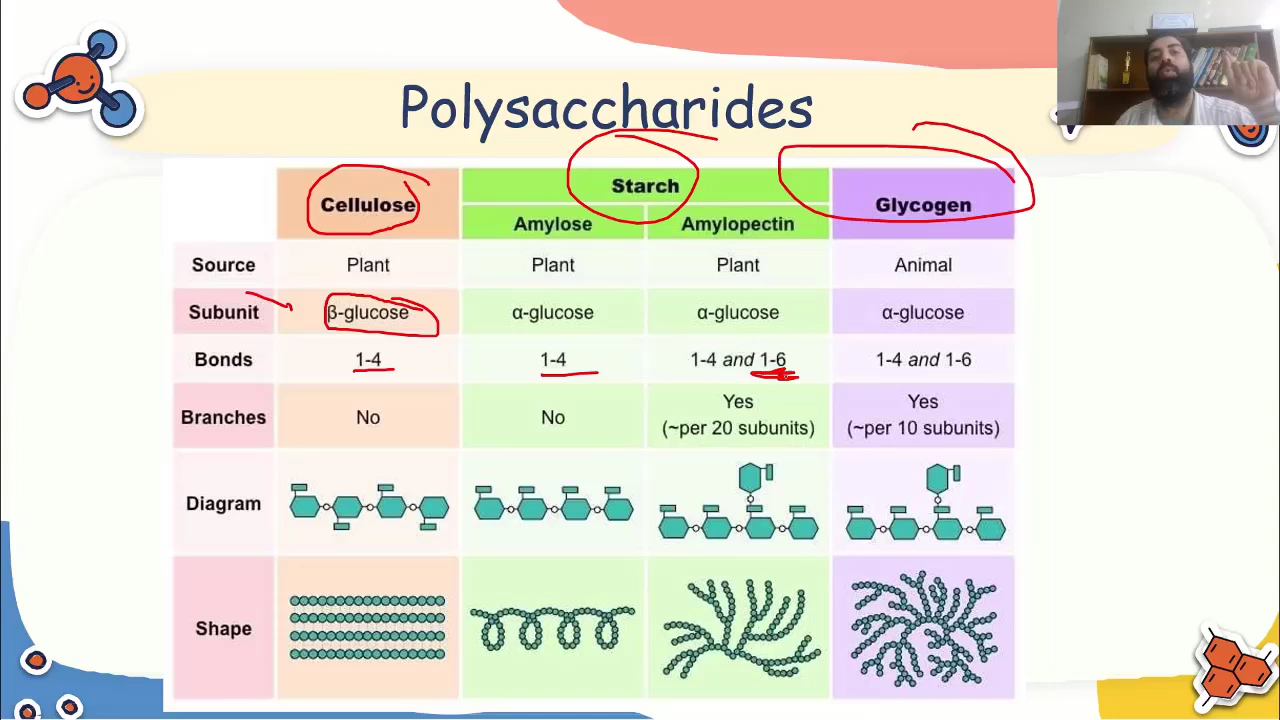 Polysaccharides
Cellulose Starch Glycogen
Amylose Amylopectin
Source Plant Plant Plant Animal
Subunit β-glucose α-glucose α-glucose α-glucose
Bonds 1-4 1-4 1-4 and 1-6 1-4 and 1-6
Branches No No Yes (~per 20 subunits) Yes (~per 10 subunits)
Diagram
Shape